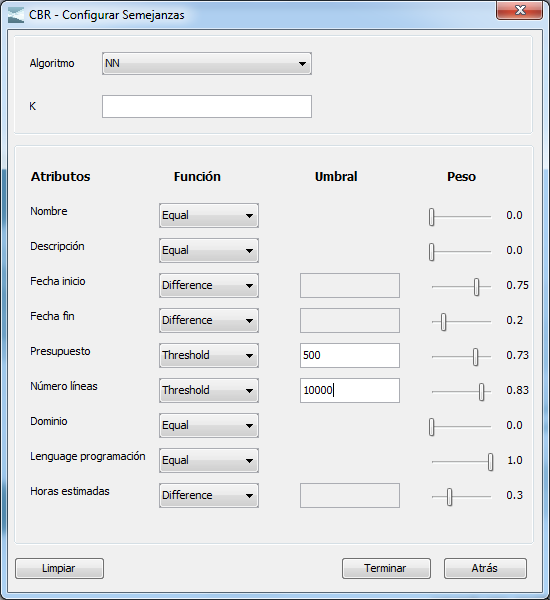 CBR - Configurar Semejanzas
Algoritmo NN
K
Atributos Función Umbral Peso
Nombre Equal 0.0
Descripción Equal 0.0
Fecha inicio Difference 0.75
Fecha fin Difference 0.2
Presupuesto Threshold 500 0.73
Número líneas Threshold 10000 0.83
Dominio Equal 0.0
Lenguage programación Equal 1.0
Horas estimadas Difference 0.3
Limpiar Terminar Atrás